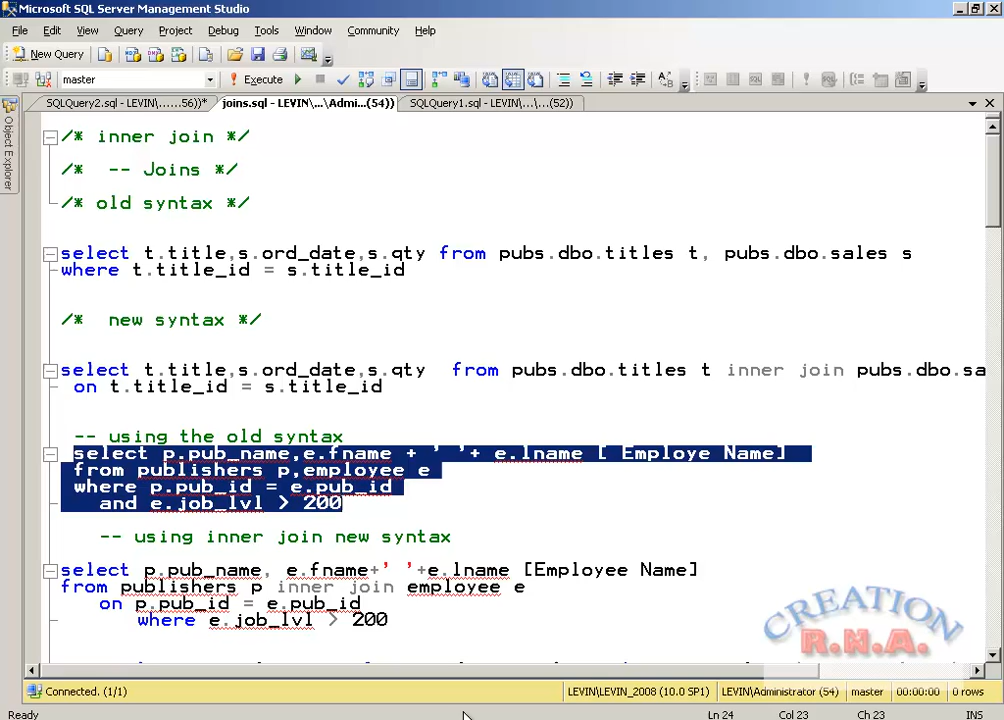 Microsoft SQL Server Management Studio
File Edit View Query Project Debug Tools Window Community Help
New Query
master Execute
SQLQuery2.sql - LEVIN\......56))* joins.sql - LEVIN\...\Admi...(54)) SQLQuery1.sql - LEVIN\...\...(52))
Object Explorer
/* inner join */
/* -- Joins */
/* old syntax */
select t.title,s.ord_date,s.qty from pubs.dbo.titles t, pubs.dbo.sales s
where t.title_id = s.title_id
/* new syntax */
select t.title,s.ord_date,s.qty from pubs.dbo.titles t inner join pubs.dbo.sa
on t.title_id = s.title_id
-- using the old syntax
select p.pub_name,e.fname + ' '+ e.lname [ Employe Name]
from publishers p,employee e
where p.pub_id = e.pub_id
and e.job_lvl > 200
-- using inner join new syntax
select p.pub_name, e.fname+' '+e.lname [Employee Name]
from publishers p inner join employee e
on p.pub_id = e.pub_id
where e.job_lvl > 200
CREATION
R.N.A.
Connected. (1/1) LEVIN\LEVIN_2008 (10.0 SP1) LEVIN\Administrator (54) master 00:00:00 0 rows
Ready Ln 24 Col 23 Ch 23 INS